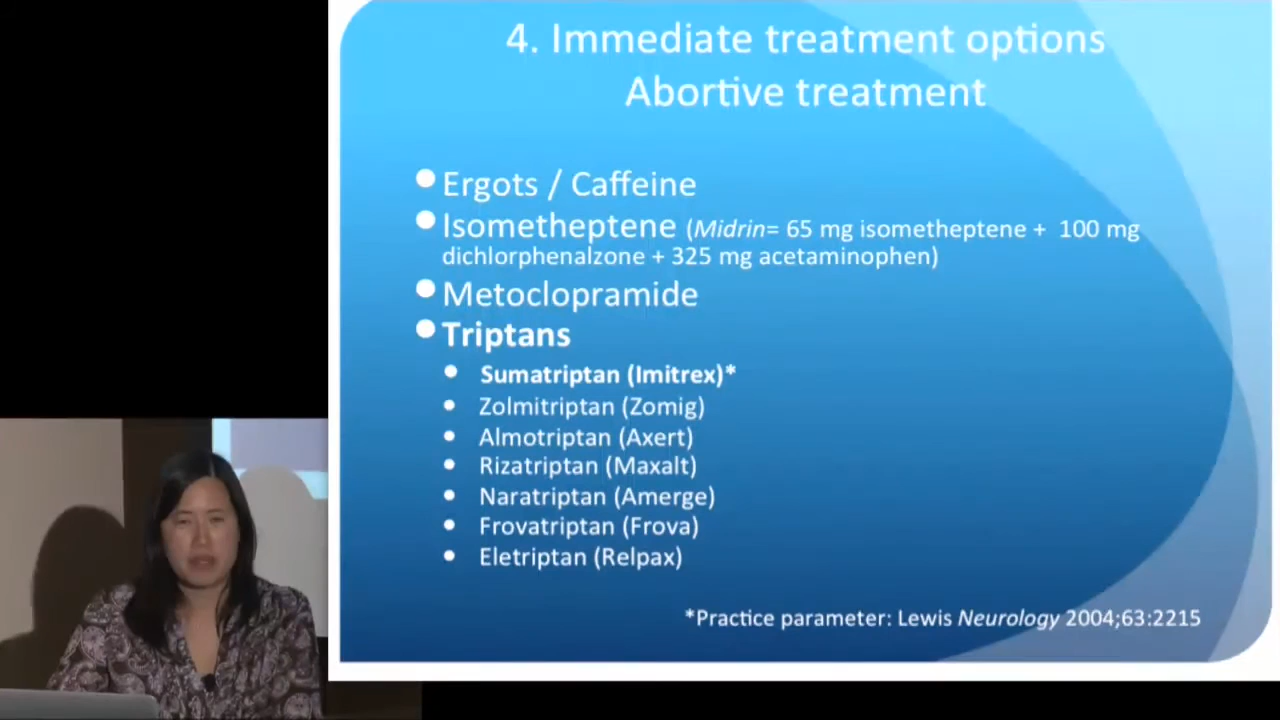 4. Immediate treatment options
Abortive treatment
Ergots / Caffeine
Isometheptene (Midrin= 65 mg isometheptene + 100 mg
dichlorphenalzone + 325 mg acetaminophen)
Metoclopramide
Triptans
Sumatriptan (Imitrex)*
Zolmitriptan (Zomig)
Almotriptan (Axert)
Rizatriptan (Maxalt)
Naratriptan (Amerge)
Frovatriptan (Frova)
Eletriptan (Relpax)
*Practice parameter: Lewis Neurology 2004;63:2215